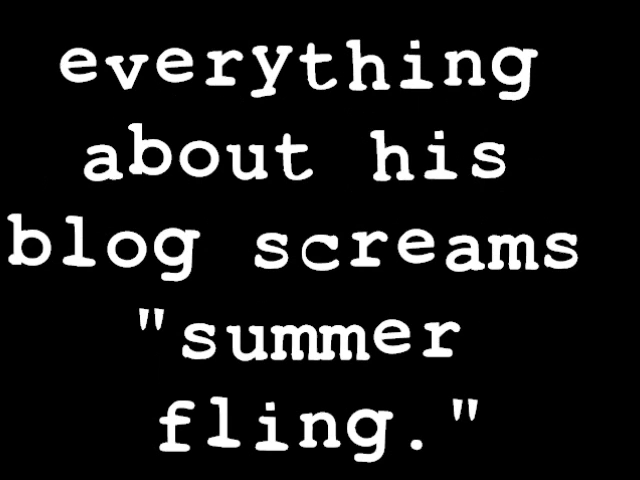 everything
about his
blog screams
"summer
fling."